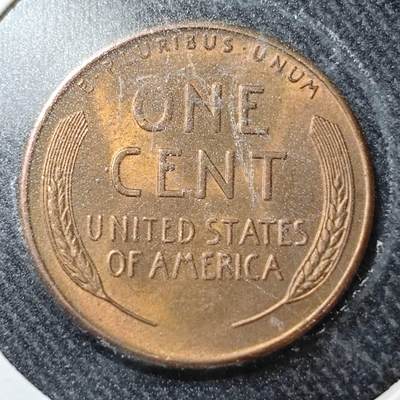 E·PLURIBUS·UNUM
ONE
CENT
UNITED STATES
OF AMERICA